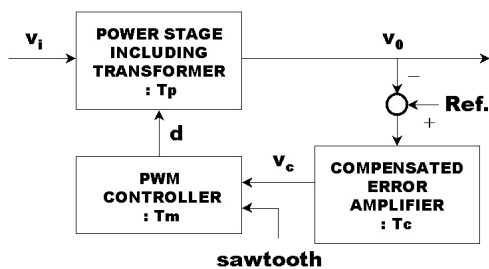 vi
POWER STAGE
INCLUDING
TRANSFORMER
: Tp
v0
−
Ref.
+
d
vc
PWM
CONTROLLER
: Tm
COMPENSATED
ERROR
AMPLIFIER
: Tc
sawtooth